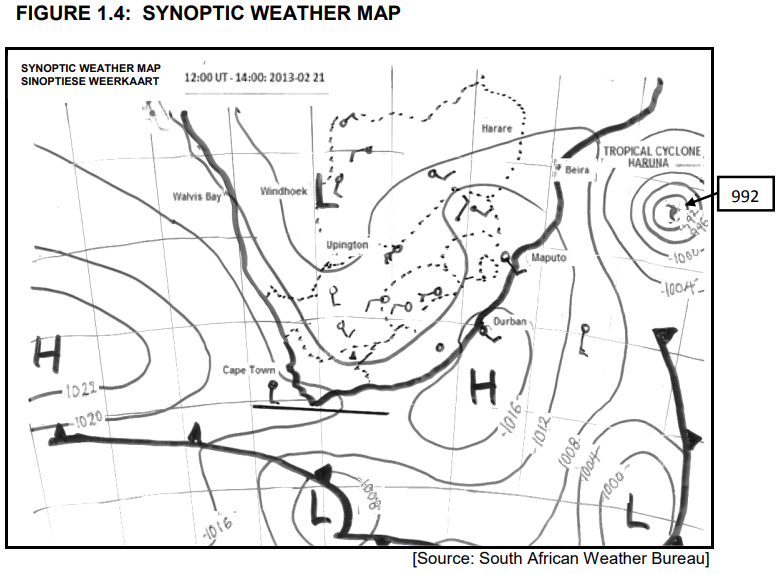 FIGURE 1.4: SYNOPTIC WEATHER MAP
SYNOPTIC WEATHER MAP
SINOPTIESE WEERKAART
12:00 UT - 14:00: 2013-02 21
Harare
TROPICAL CYCLONE
HARUNA
Beira
992
Walvis Bay
Windhoek
L
992
996
1000
1004
Upington
Maputo
Durban
H
Cape Town
H
1022
1020
1016
1012
1008
1004
1000
1008
L
L
1016
[Source: South African Weather Bureau]